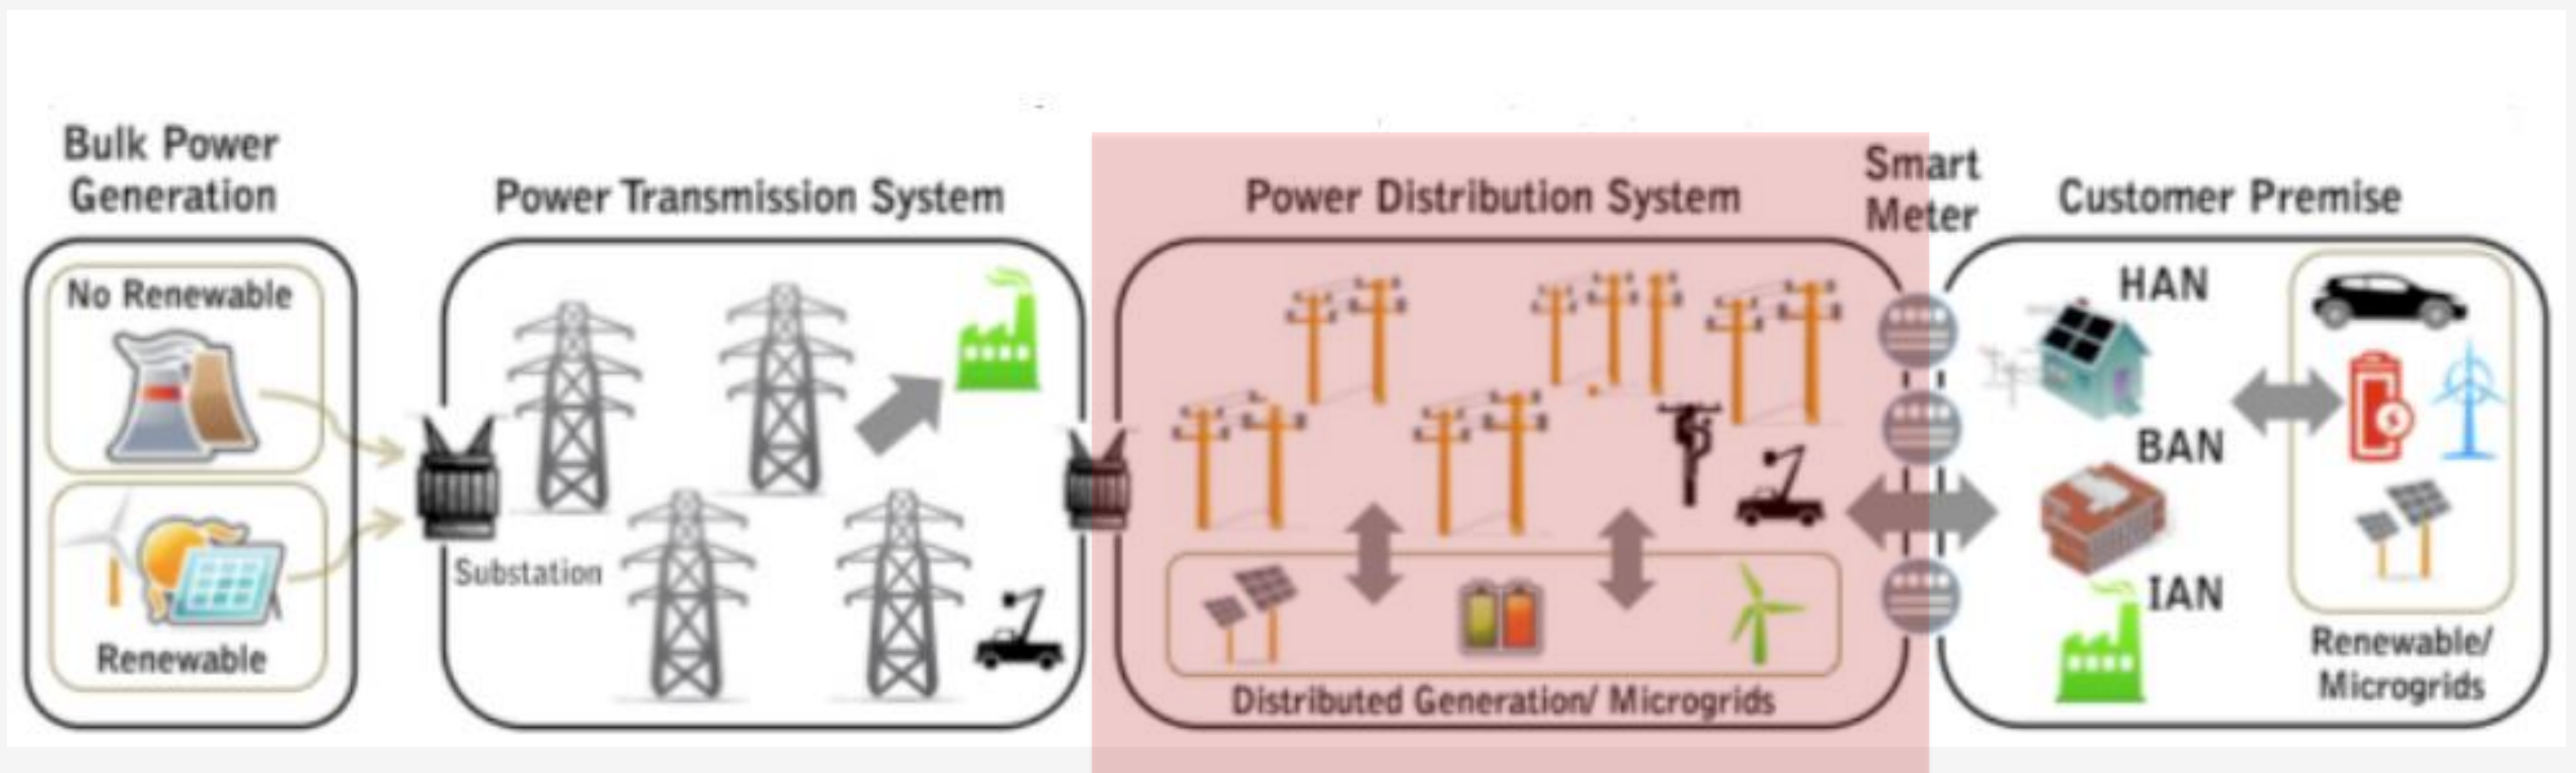 Bulk Power
Generation
No Renewable
Renewable
Power Transmission System
Substation
Power Distribution System
Distributed Generation/ Microgrids
Smart
Meter
Customer Premise
HAN
BAN
IAN
Renewable/
Microgrids